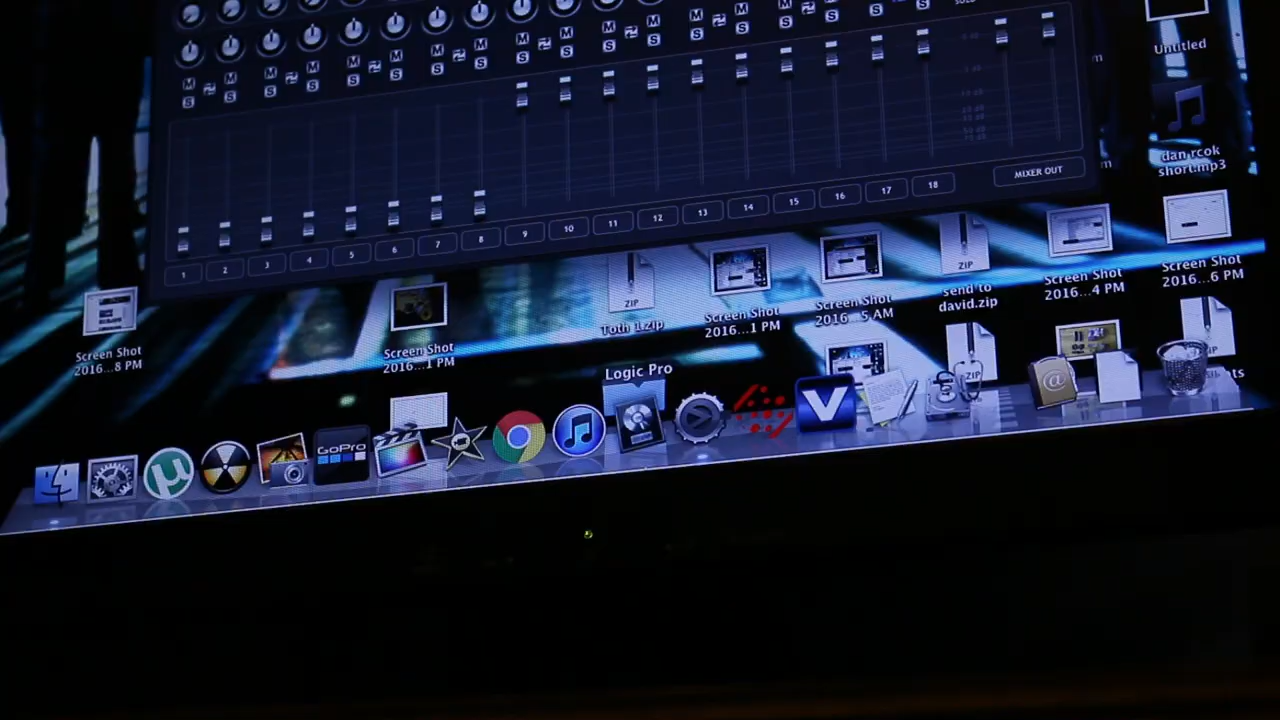 M M M M M M M M M M M M
S S S S S S S S S S S S S S
1 2 3 4 5 6 7 8 9 10 11 12 13 14 15 16 17 18
MIXER OUT
Untitled
dan rcok
short.mp3
Screen Shot
2016...8 PM
Screen Shot
2016...1 PM
ZIP
Toth 1.zip
Screen Shot
2016...1 PM
Screen Shot
2016...5 AM
ZIP
send to
david.zip
Screen Shot
2016...4 PM
Screen Shot
2016...6 PM
ZIP
Logic Pro
GoPro
V
@